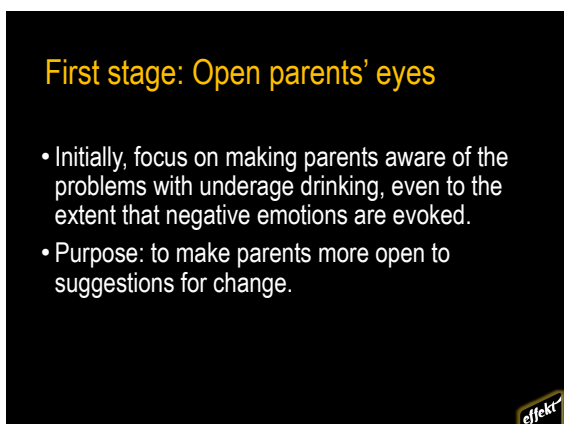 First stage: Open parents’ eyes
• Initially, focus on making parents aware of the
problems with underage drinking, even to the
extent that negative emotions are evoked.
• Purpose: to make parents more open to
suggestions for change.
effekt